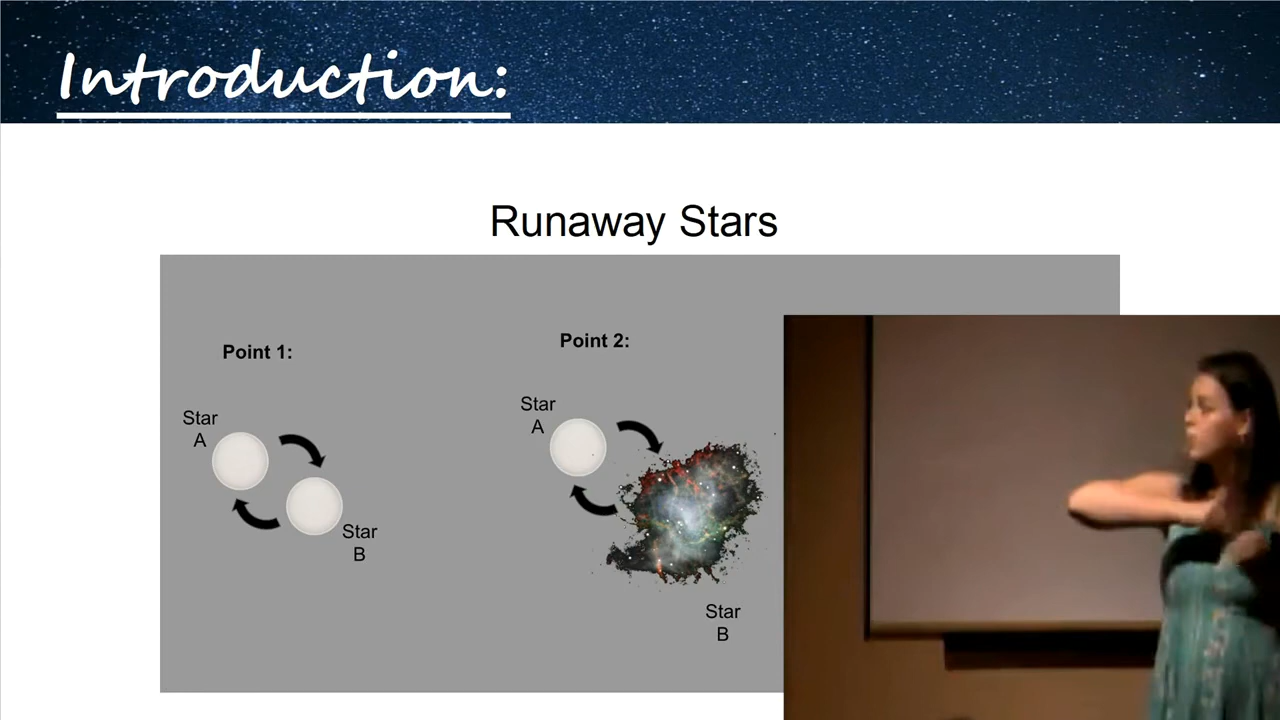 Introduction:
Runaway Stars
Point 1:
Star
A
Star
B
Point 2:
Star
A
Star
B